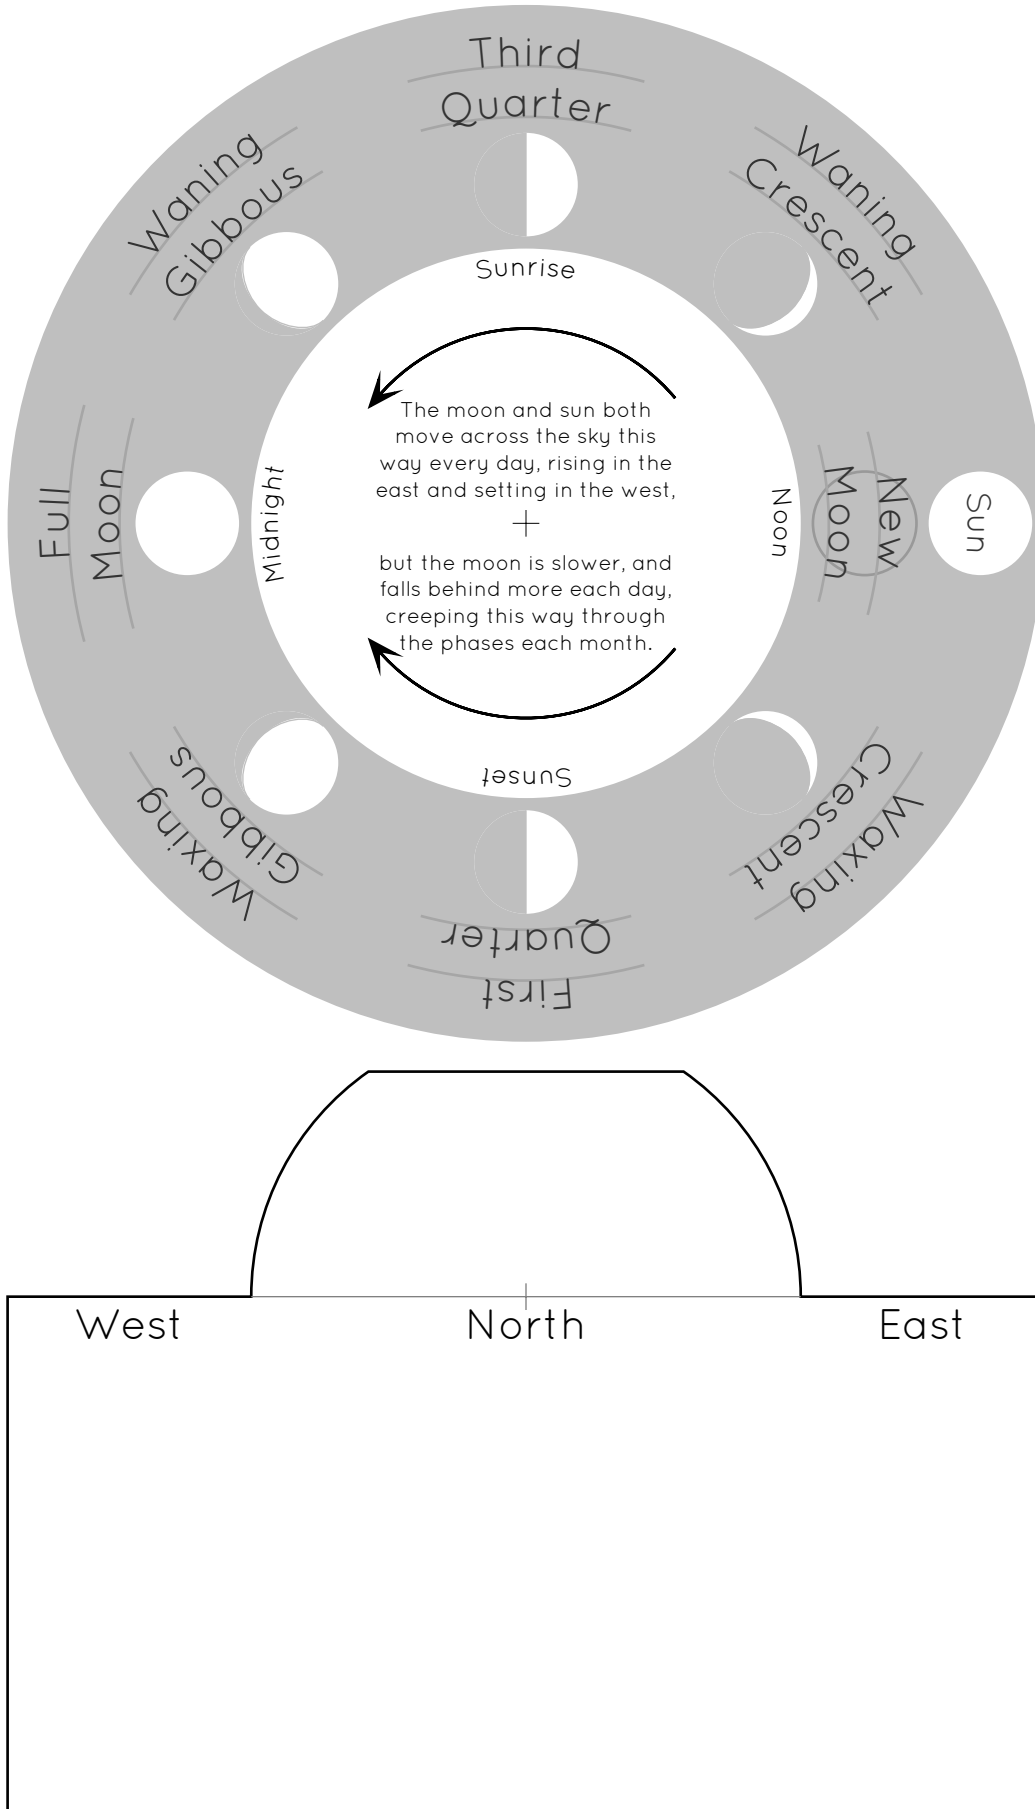 Third
Quarter
Waning
Gibbous
Waning
Crescent
Sunrise
The moon and sun both
move across the sky this
way every day, rising in the
east and setting in the west,
but the moon is slower, and
falls behind more each day,
creeping this way through
the phases each month.
Full
Moon
Midnight
Noon
New
Moon
Sun
Sunset
Waxing
Gibbous
Waxing
Crescent
First
Quarter
West
North
East